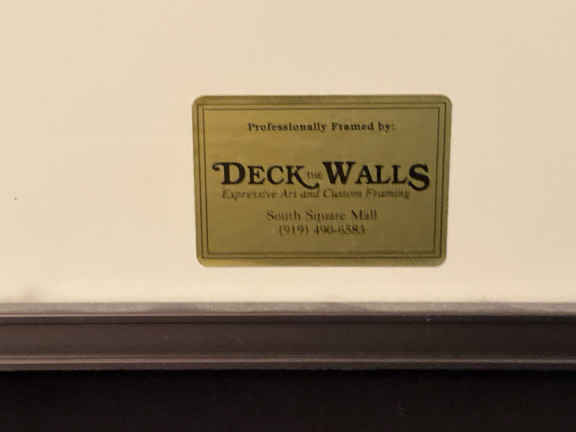 Professionally Framed by:
DECK THE WALLS
Expressive Art and Custom Framing
South Square Mall
(919) 490-6583